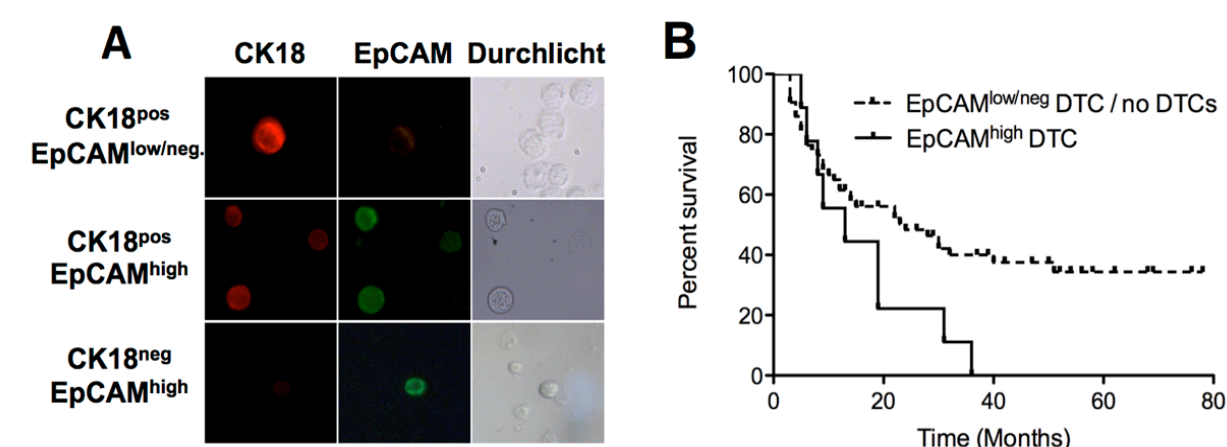 A
CK18 EpCAM Durchlicht
CK18pos
EpCAMlow/neg.
CK18pos
EpCAMhigh
CK18neg
EpCAMhigh
B
100
80
60
40
20
0
Percent survival
EpCAMlow/neg DTC / no DTCs
EpCAMhigh DTC
0 20 40 60 80
Time (Months)